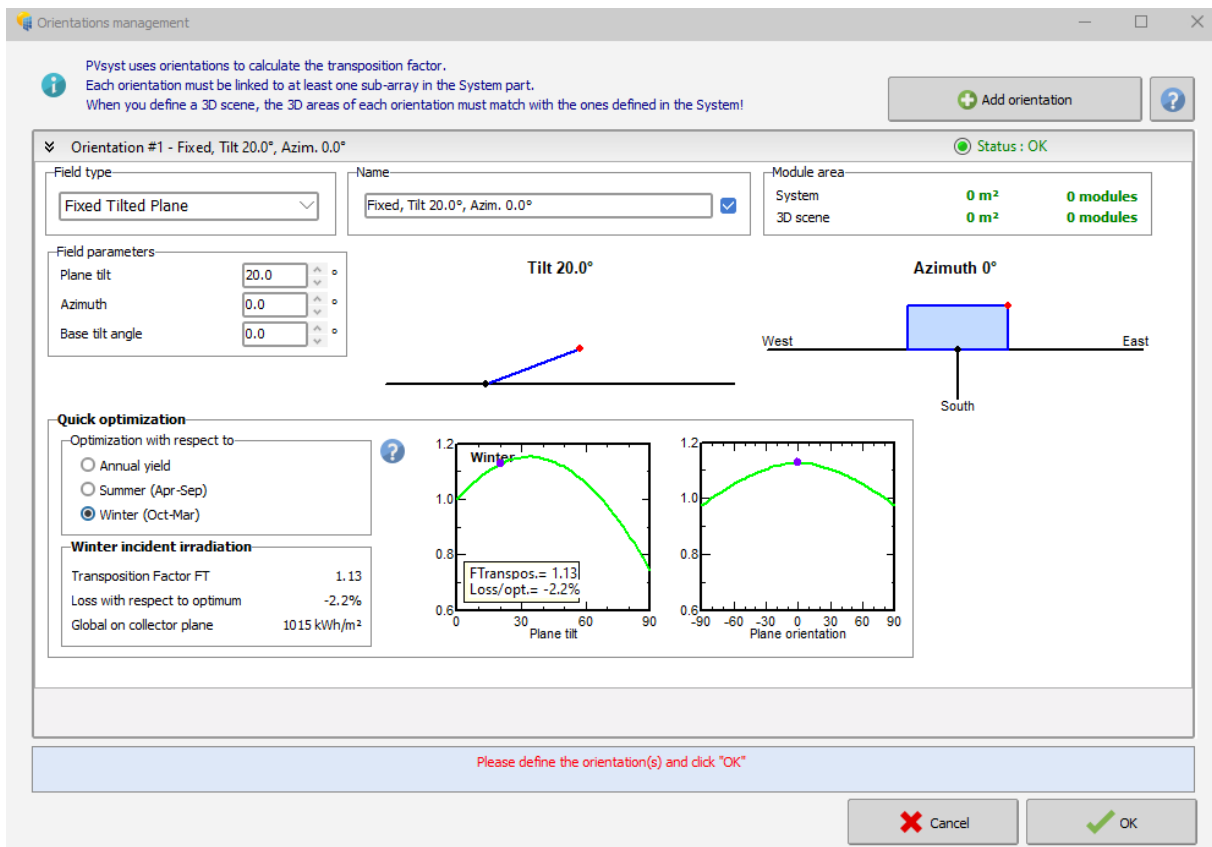 Orientations management
PVsyst uses orientations to calculate the transposition factor.
Each orientation must be linked to at least one sub-array in the System part.
When you define a 3D scene, the 3D areas of each orientation must match with the ones defined in the System!
Add orientation
?
Orientation #1 - Fixed, Tilt 20.0°, Azim. 0.0°
Status : OK
Field type
Fixed Tilted Plane
Name
Fixed, Tilt 20.0°, Azim. 0.0°
Module area
System 0 m² 0 modules
3D scene 0 m² 0 modules
Field parameters
Plane tilt 20.0 °
Azimuth 0.0 °
Base tilt angle 0.0 °
Tilt 20.0°
Azimuth 0°
West
East
South
Quick optimization
Optimization with respect to
Annual yield
Summer (Apr-Sep)
Winter (Oct-Mar)
?
Winter incident irradiation
Transposition Factor FT 1.13
Loss with respect to optimum -2.2%
Global on collector plane 1015 kWh/m²
1.2
Winter
1.0
0.8
FTranspos.= 1.13
Loss/opt.= -2.2%
0.6
0 30 60 90
Plane tilt
1.2
1.0
0.8
0.6
-90 -60 -30 0 30 60 90
Plane orientation
Please define the orientation(s) and click "OK"
Cancel
OK